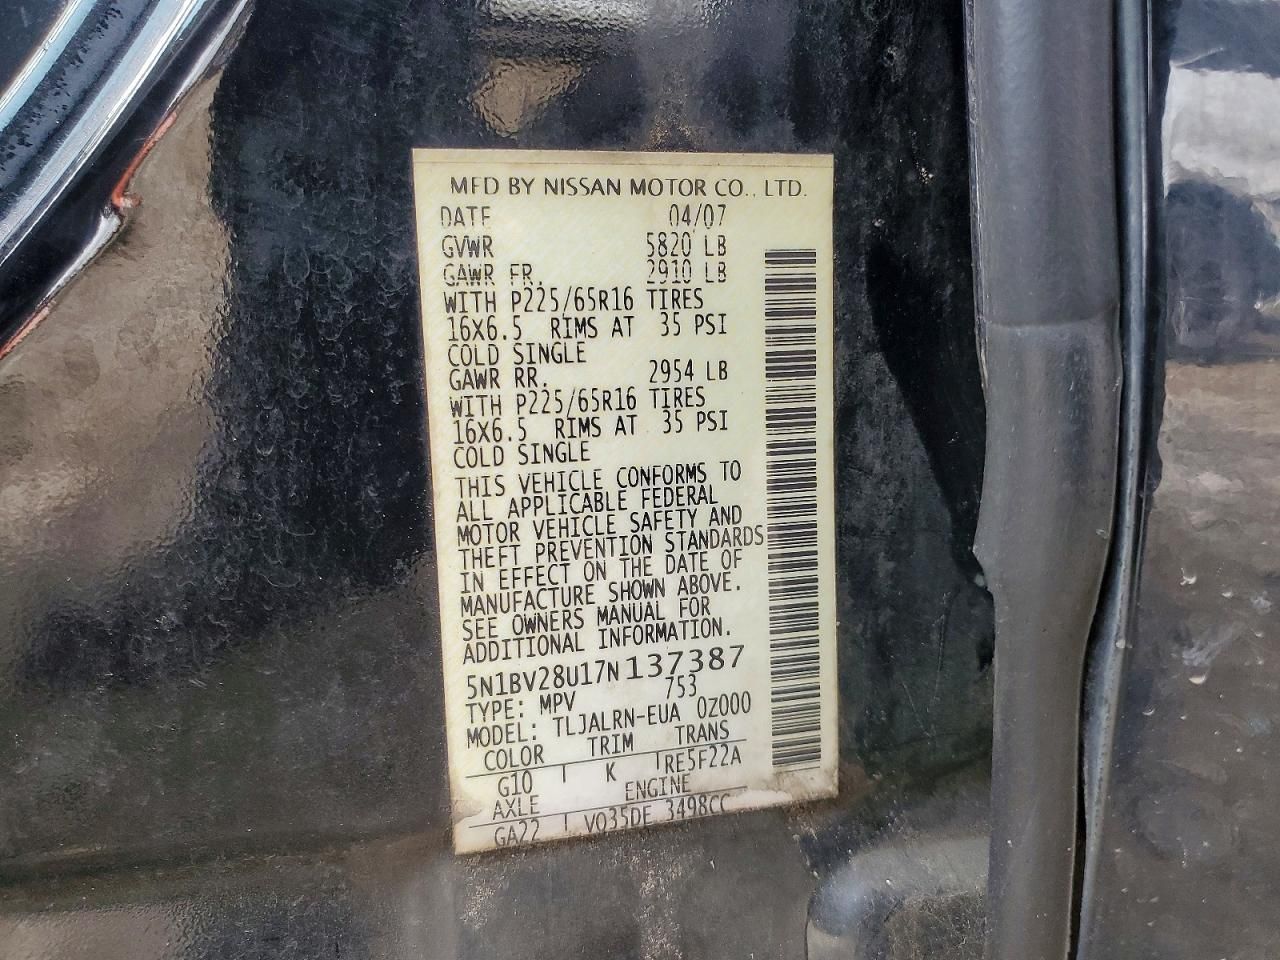 MFD BY NISSAN MOTOR CO., LTD.
DATE 04/07
GVWR 5820 LB
GAWR FR. 2910 LB
WITH P225/65R16 TIRES
16X6.5 RIMS AT 35 PSI
COLD SINGLE
GAWR RR. 2954 LB
WITH P225/65R16 TIRES
16X6.5 RIMS AT 35 PSI
COLD SINGLE
THIS VEHICLE CONFORMS TO
ALL APPLICABLE FEDERAL
MOTOR VEHICLE SAFETY AND
THEFT PREVENTION STANDARDS
IN EFFECT ON THE DATE OF
MANUFACTURE SHOWN ABOVE.
SEE OWNERS MANUAL FOR
ADDITIONAL INFORMATION.
5N1BV28U17N137387
TYPE: MPV 753
MODEL: TLJALRN-EUA 0Z000
COLOR TRIM TRANS
G10 K RE5F22A
AXLE ENGINE
GA22 VQ35DE 3498CC